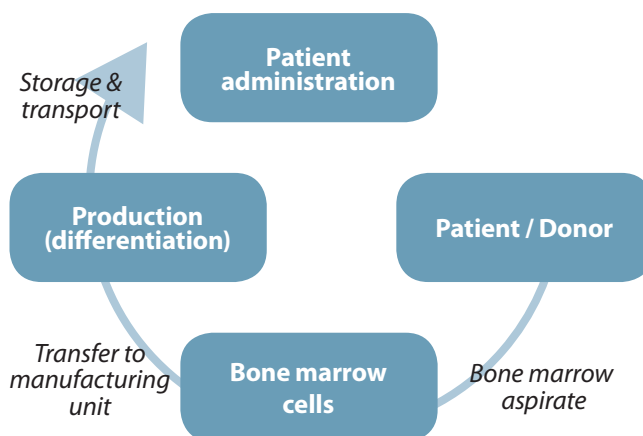 Patient
administration
Storage &
transport
Production
(differentiation)
Patient / Donor
Transfer to
manufacturing
unit
Bone marrow
cells
Bone marrow
aspirate